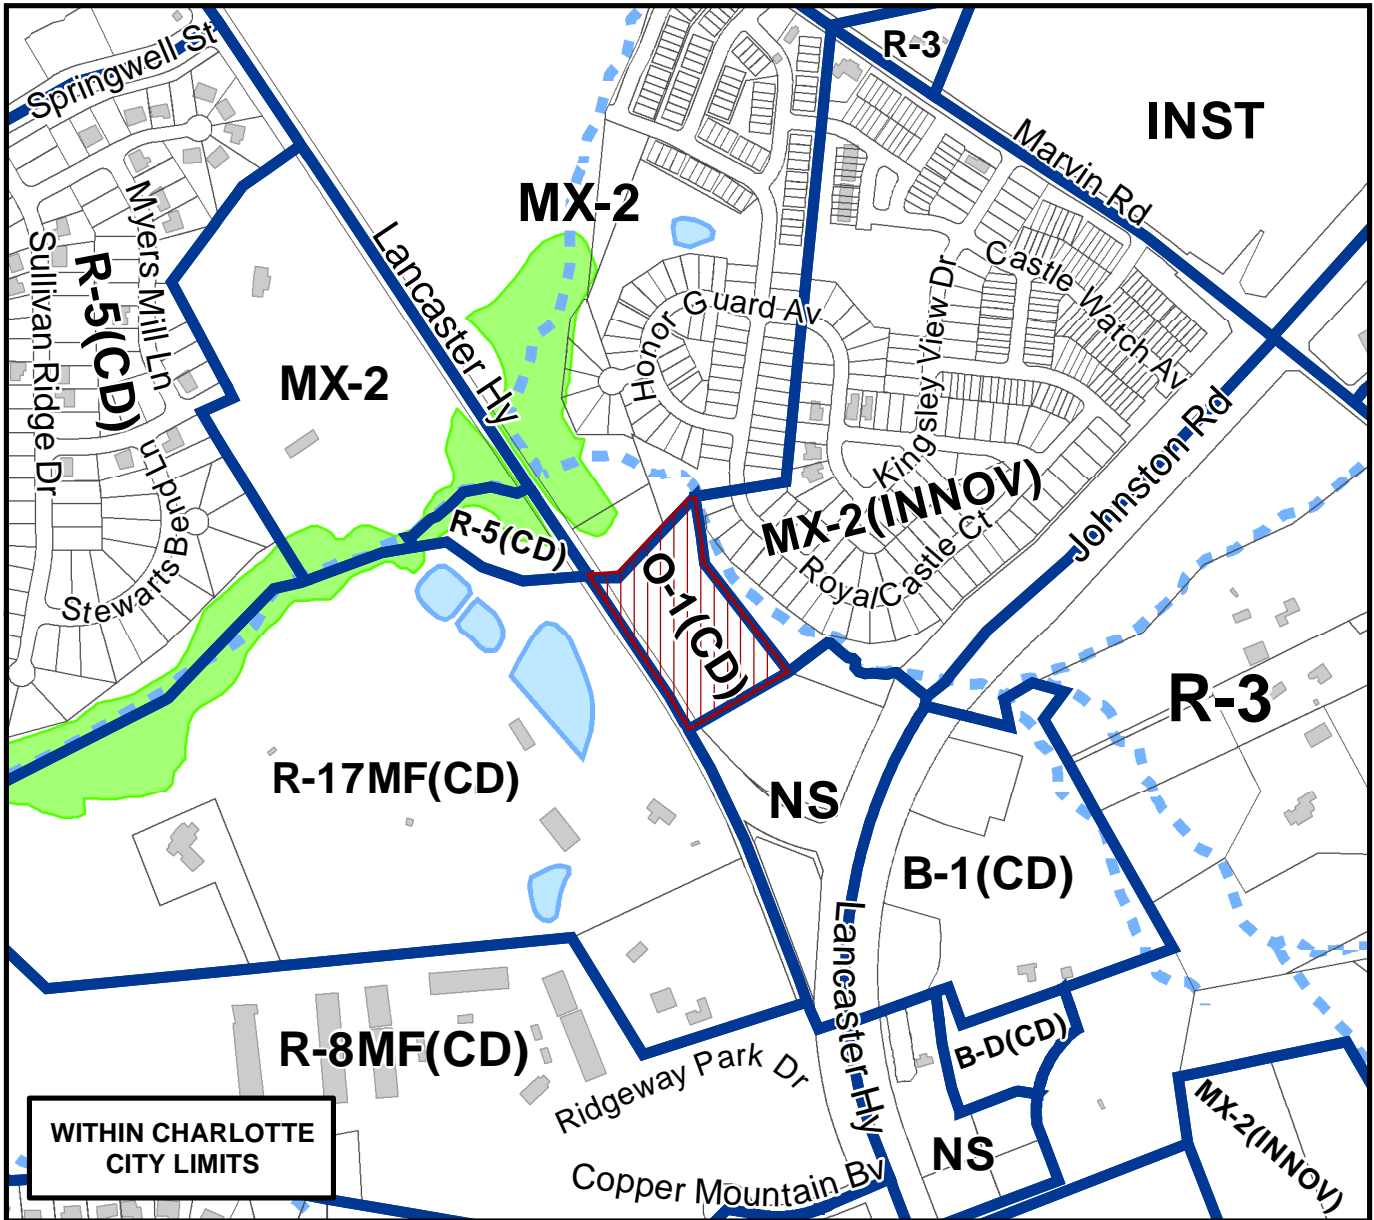 Springwell St
R-3
INST
Marvin Rd
MX-2
Myers Mill Ln
Sullivan Ridge Dr
R-5(CD)
Lancaster Hy
Castle Watch Av
Kingsley View Dr
Honor Guard Av
MX-2
Johnston Rd
Stewarts Bend Ln
R-5(CD)
MX-2(INNOV)
Royal Castle Ct
O-1(CD)
R-3
R-17MF(CD)
NS
B-1(CD)
Lancaster Hy
R-8MF(CD)
B-D(CD)
Ridgeway Park Dr
MX-2(INNOV)
WITHIN CHARLOTTE
CITY LIMITS
NS
Copper Mountain Bv